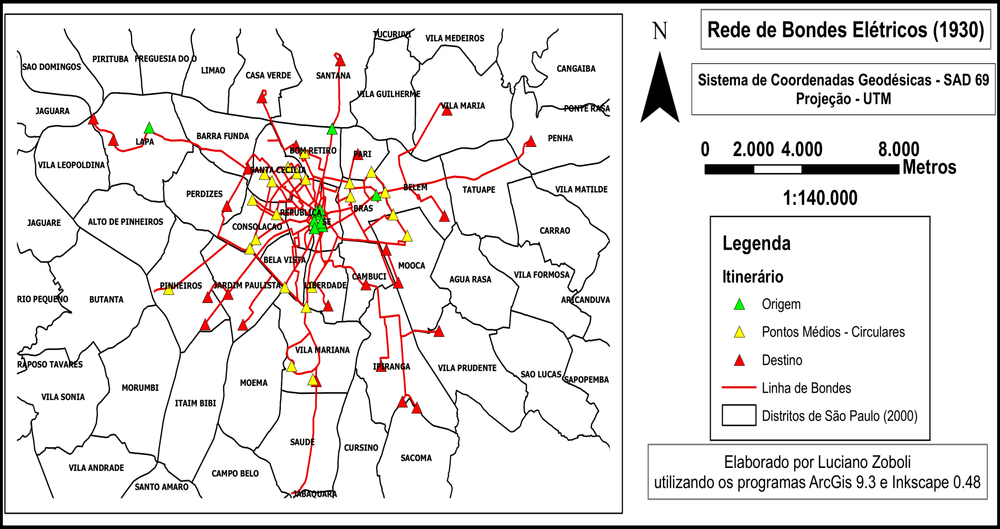 TUCURUVI
VILA MEDEIROS
PIRITUBA
FREGUESIA DO O
SAO DOMINGOS
LIMAO
CASA VERDE
SANTANA
CANGAIBA
VILA GUILHERME
VILA MARIA
PONTE RASA
JAGUARA
BARRA FUNDA
LAPA
PENHA
BOM RETIRO
PARI
VILA LEOPOLDINA
SANTA CECILIA
BELEM
TATUAPE
VILA MATILDE
PERDIZES
BRAS
REPUBLICA
SE
JAGUARE
ALTO DE PINHEIROS
CONSOLACAO
CARRAO
BELA VISTA
MOOCA
CAMBUCI
AGUA RASA
VILA FORMOSA
PINHEIROS
JARDIM PAULISTA
LIBERDADE
RIO PEQUENO
BUTANTA
ARICANDUVA
VILA MARIANA
RAPOSO TAVARES
IPIRANGA
VILA PRUDENTE
SAO LUCAS
SAPOPEMBA
MOEMA
MORUMBI
VILA SONIA
ITAIM BIBI
SAUDE
CURSINO
SACOMA
VILA ANDRADE
CAMPO BELO
SANTO AMARO
JABAQUARA
N
Rede de Bondes Elétricos (1930)
Sistema de Coordenadas Geodésicas - SAD 69
Projeção - UTM
0 2.000 4.000 8.000
Metros
1:140.000
Legenda
Itinerário
Origem
Pontos Médios - Circulares
Destino
Linha de Bondes
Distritos de São Paulo (2000)
Elaborado por Luciano Zoboli
utilizando os programas ArcGis 9.3 e Inkscape 0.48